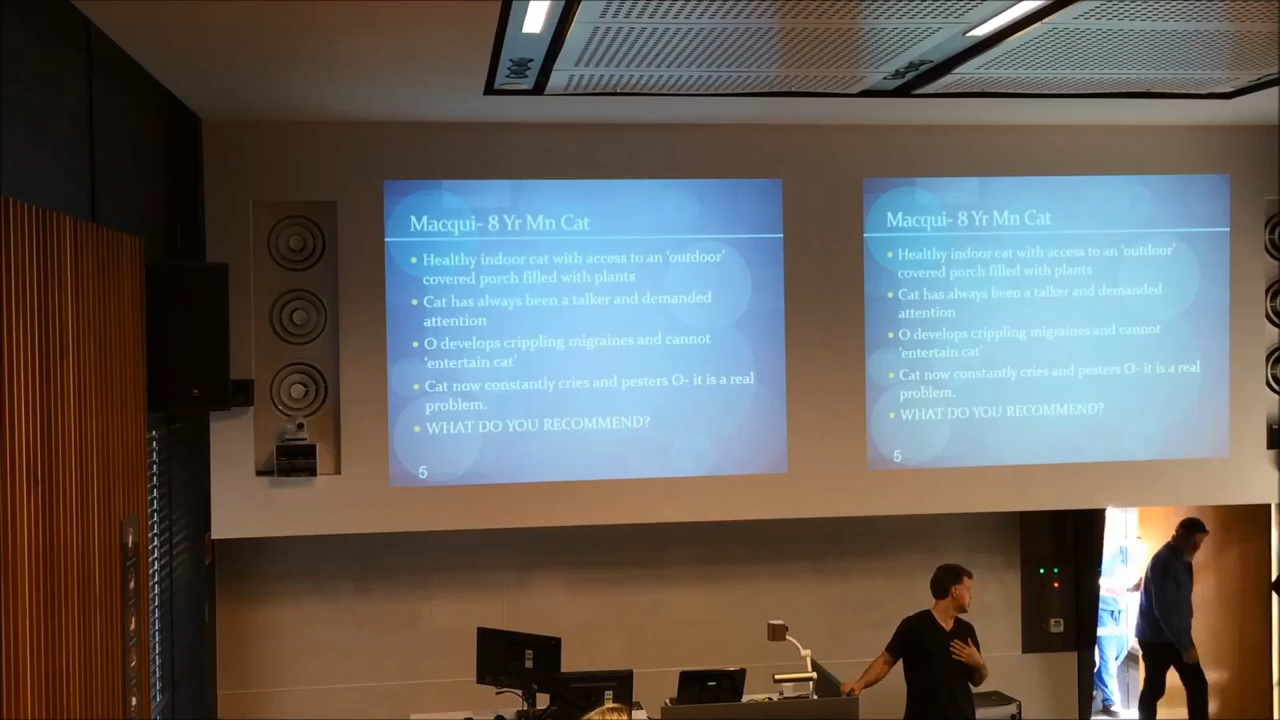 Macqui- 8 Yr Mn Cat
Healthy indoor cat with access to an 'outdoor'
covered porch filled with plants
Cat has always been a talker and demanded
attention
O develops crippling migraines and cannot
'entertain cat'
Cat now constantly cries and pesters O- it is a real
problem.
WHAT DO YOU RECOMMEND?
5
Macqui- 8 Yr Mn Cat
Healthy indoor cat with access to an 'outdoor'
covered porch filled with plants
Cat has always been a talker and demanded
attention
O develops crippling migraines and cannot
'entertain cat'
Cat now constantly cries and pesters O- it is a real
problem.
WHAT DO YOU RECOMMEND?
5